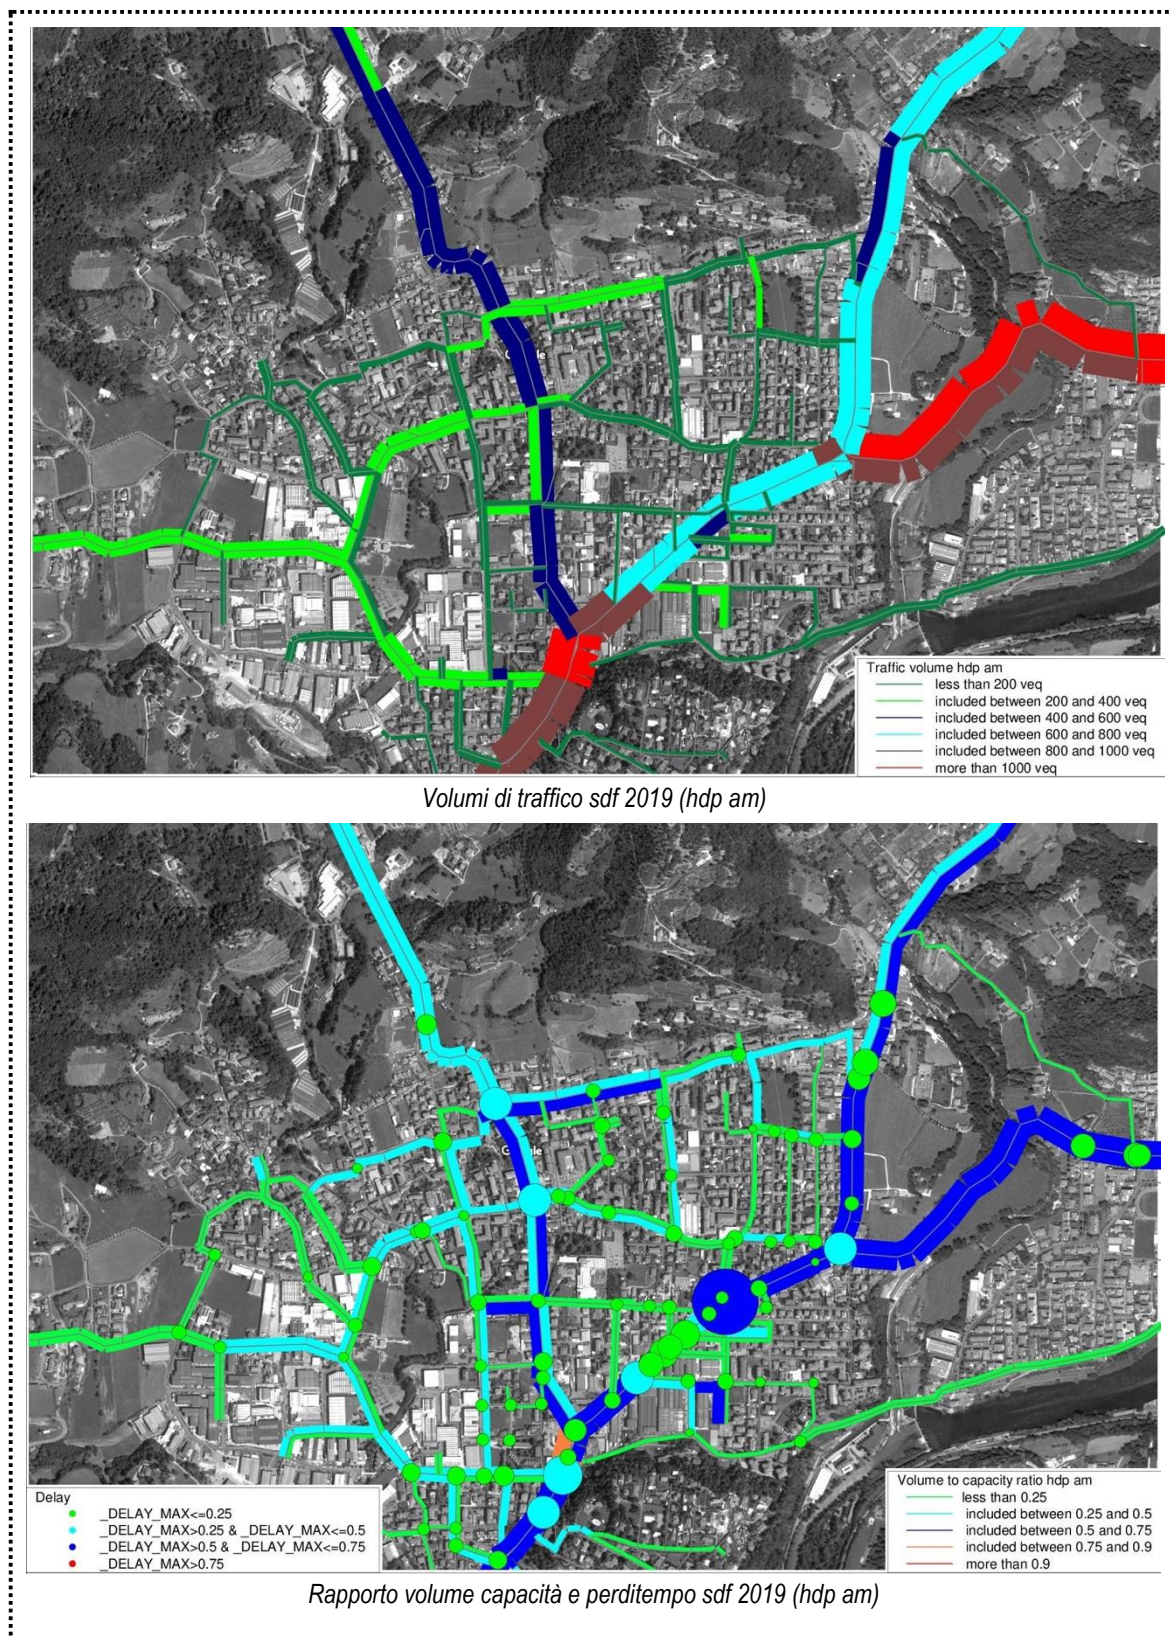 Traffic volume hdp am
less than 200 veq
included between 200 and 400 veq
included between 400 and 600 veq
included between 600 and 800 veq
included between 800 and 1000 veq
more than 1000 veq
Volumi di traffico sdf 2019 (hdp am)
Delay
_DELAY_MAX<=0.25
_DELAY_MAX>0.25 & _DELAY_MAX<=0.5
_DELAY_MAX>0.5 & _DELAY_MAX<=0.75
_DELAY_MAX>0.75
Volume to capacity ratio hdp am
less than 0.25
included between 0.25 and 0.5
included between 0.5 and 0.75
included between 0.75 and 0.9
more than 0.9
Rapporto volume capacità e perditempo sdf 2019 (hdp am)